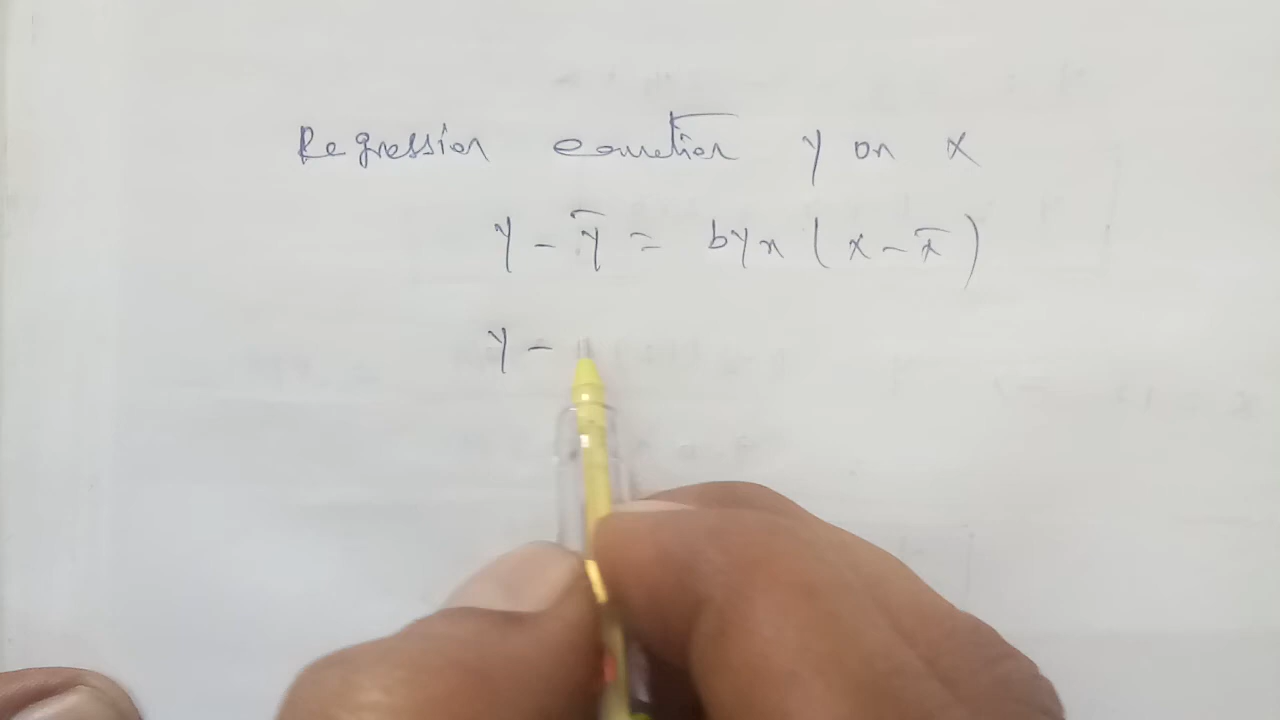 Regression equation y on x
y - ȳ = byx ( x - x̄ )
y -